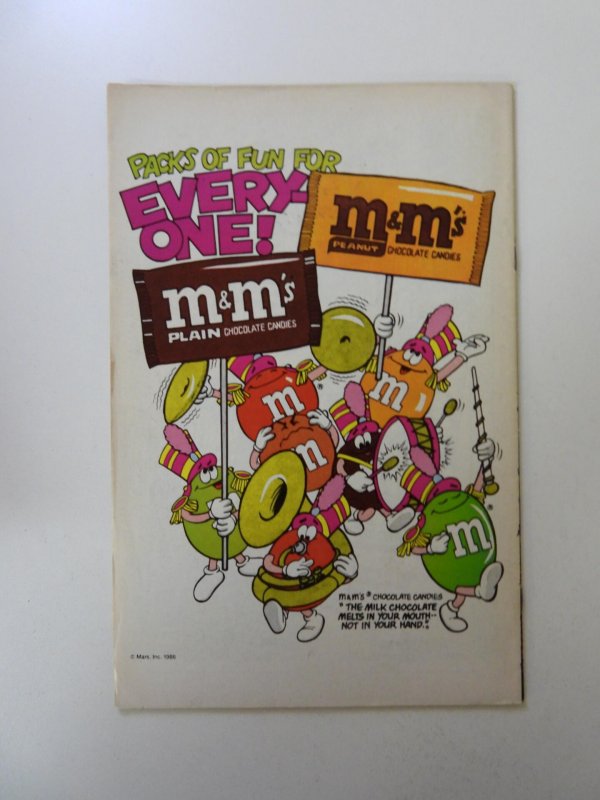 PACKS OF FUN FOR
EVERY-
ONE!
m&m's
PEANUT CHOCOLATE CANDIES
m&m's
PLAIN CHOCOLATE CANDIES
m
m
m
m
m&m's ® CHOCOLATE CANDIES
"THE MILK CHOCOLATE
MELTS IN YOUR MOUTH--
NOT IN YOUR HAND."
© Mars, Inc. 1986